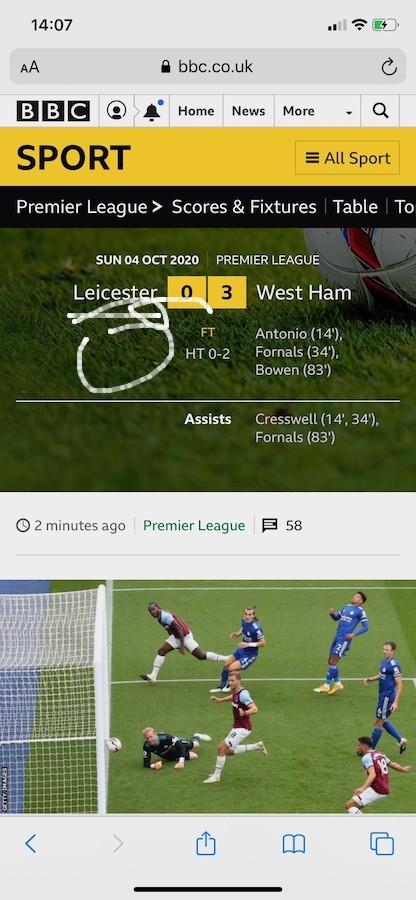 14:07
AA bbc.co.uk
BBC Home News More
SPORT All Sport
Premier League Scores & Fixtures Table To
SUN 04 OCT 2020 PREMIER LEAGUE
Leicester 0 3 West Ham
FT
HT 0-2
Antonio (14'),
Fornals (34'),
Bowen (83')
Assists Cresswell (14', 34'),
Fornals (83')
2 minutes ago Premier League 58
GETTY IMAGES
2
18